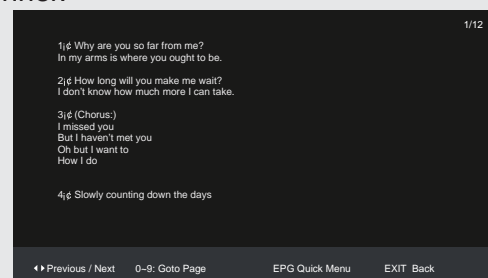 1/12
1¡¢ Why are you so far from me?
In my arms is where you ought to be.
2¡¢ How long will you make me wait?
I don't know how much more I can take.
3¡¢ (Chorus:)
I missed you
But I haven't met you
Oh but I want to
How I do
4¡¢ Slowly counting down the days
Previous / Next 0~9: Goto Page EPG Quick Menu EXIT Back